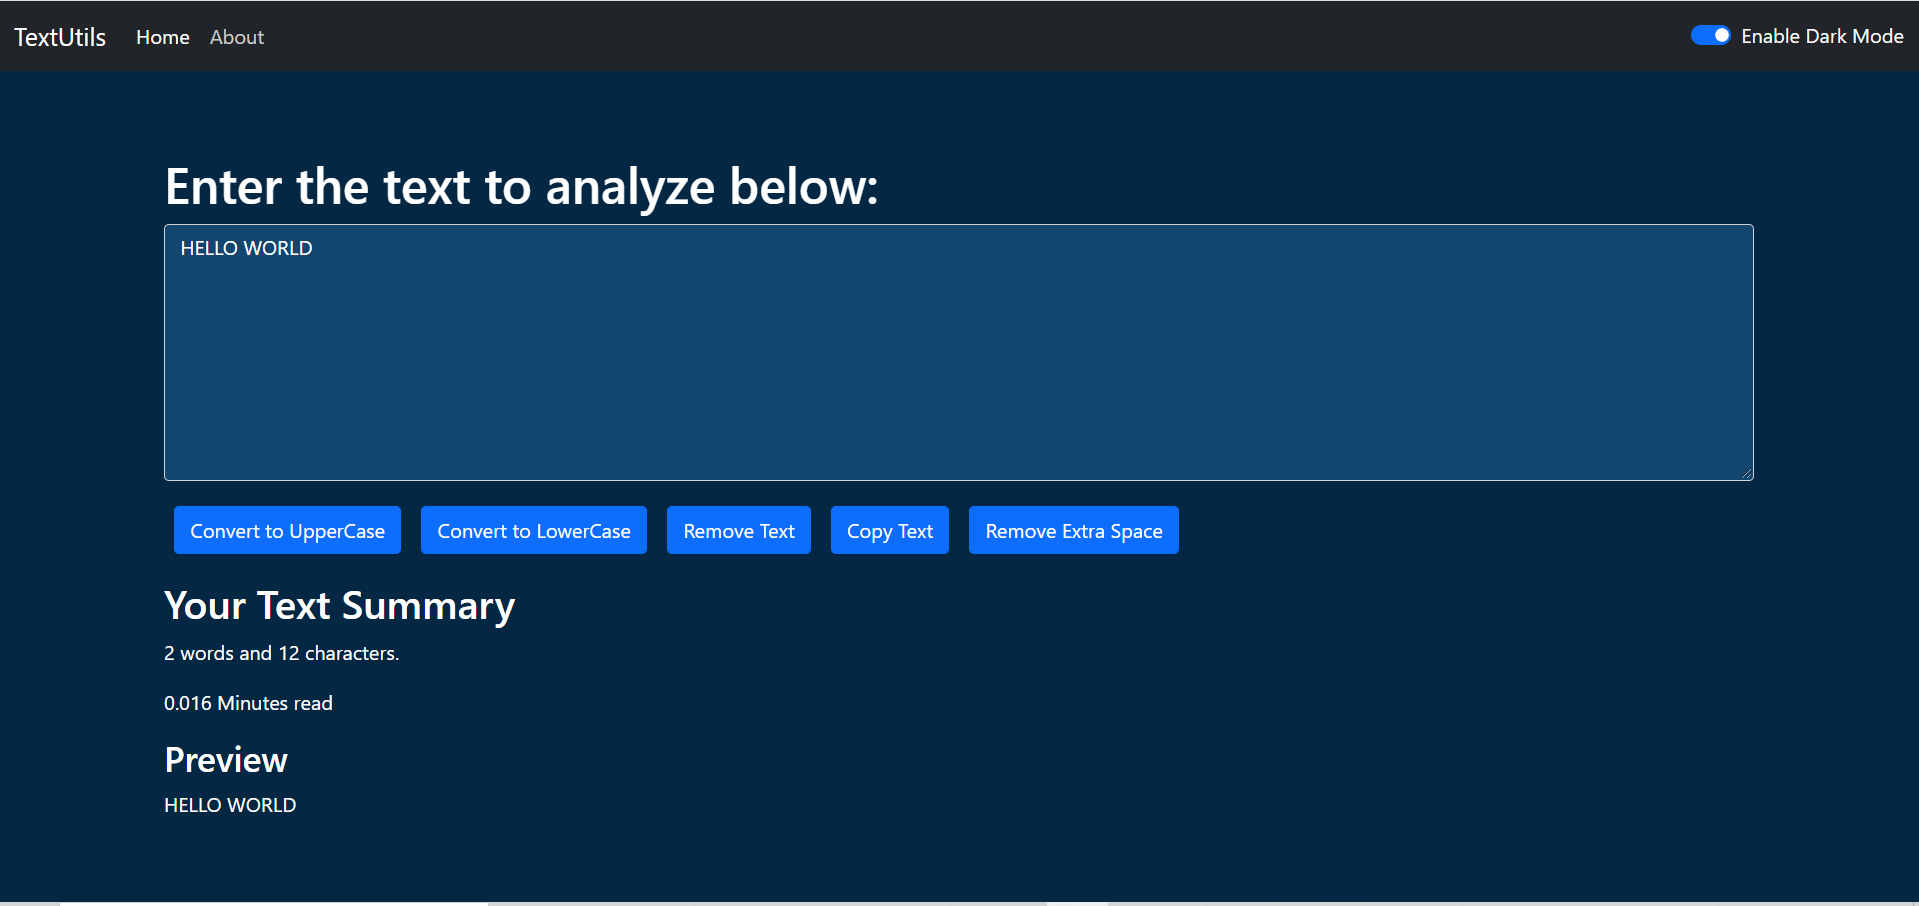 TextUtils Home About Enable Dark Mode
Enter the text to analyze below:
HELLO WORLD
Convert to UpperCase Convert to LowerCase Remove Text Copy Text Remove Extra Space
Your Text Summary
2 words and 12 characters.
0.016 Minutes read
Preview
HELLO WORLD